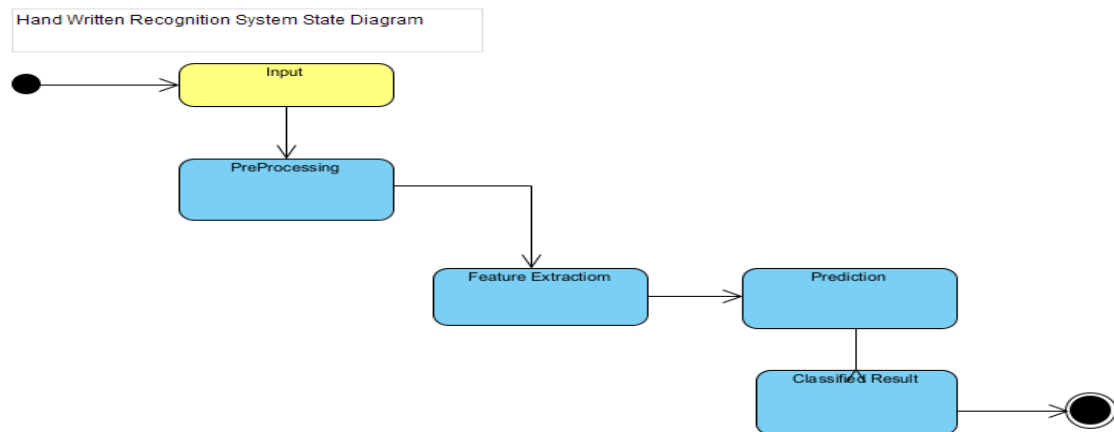 Hand Written Recognition System State Diagram
Input
PreProcessing
Feature Extractiom
Prediction
Classified Result